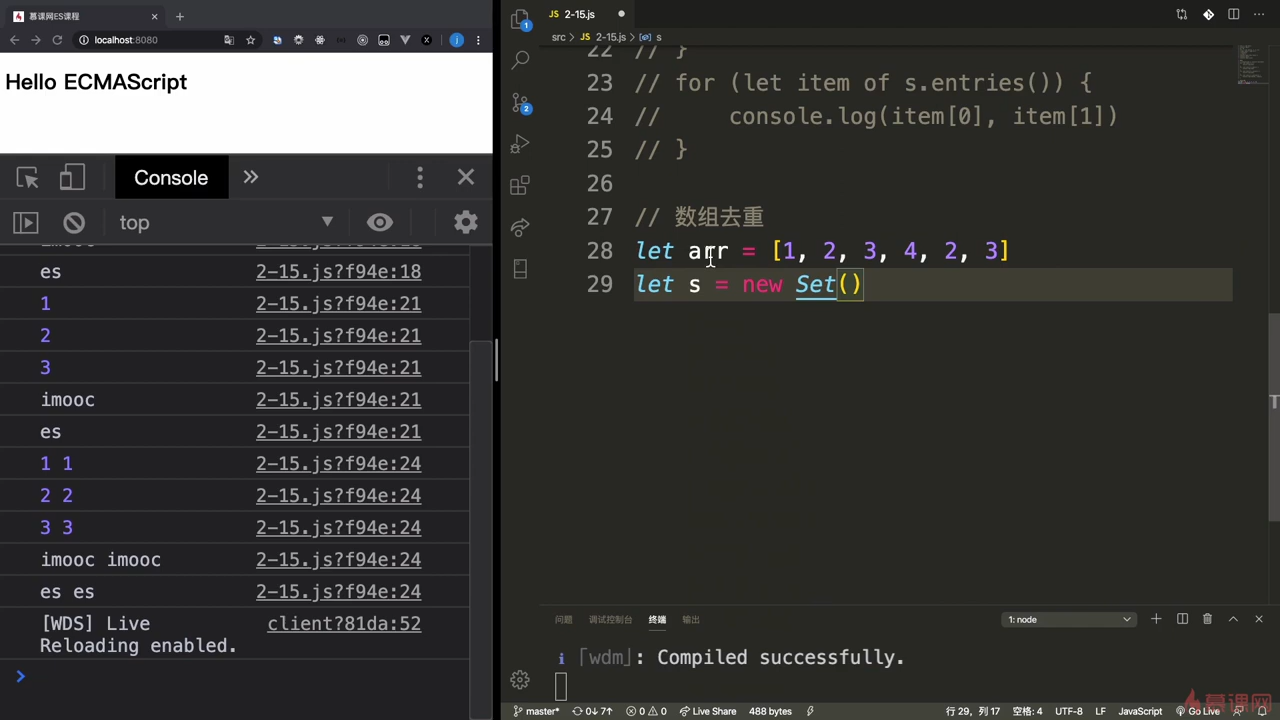 慕课网ES课程
localhost:8080
Hello ECMAScript
Console
top
es 2-15.js?f94e:18
1 2-15.js?f94e:21
2 2-15.js?f94e:21
3 2-15.js?f94e:21
imooc 2-15.js?f94e:21
es 2-15.js?f94e:21
1 1 2-15.js?f94e:24
2 2 2-15.js?f94e:24
3 3 2-15.js?f94e:24
imooc imooc 2-15.js?f94e:24
es es 2-15.js?f94e:24
[WDS] Live client?81da:52
Reloading enabled.
JS 2-15.js
src > JS 2-15.js > s
1
2
22 // }
23 // for (let item of s.entries()) {
24 //     console.log(item[0], item[1])
25 // }
26
27 // 数组去重
28 let arr = [1, 2, 3, 4, 2, 3]
29 let s = new Set()
问题 调试控制台 终端 输出 1: node
i ｢wdm｣: Compiled successfully.
master* 0↓ 7↑ 0 0 Live Share 488 bytes 行 29, 列 17 空格: 4 UTF-8 LF JavaScript Go Live
慕课网